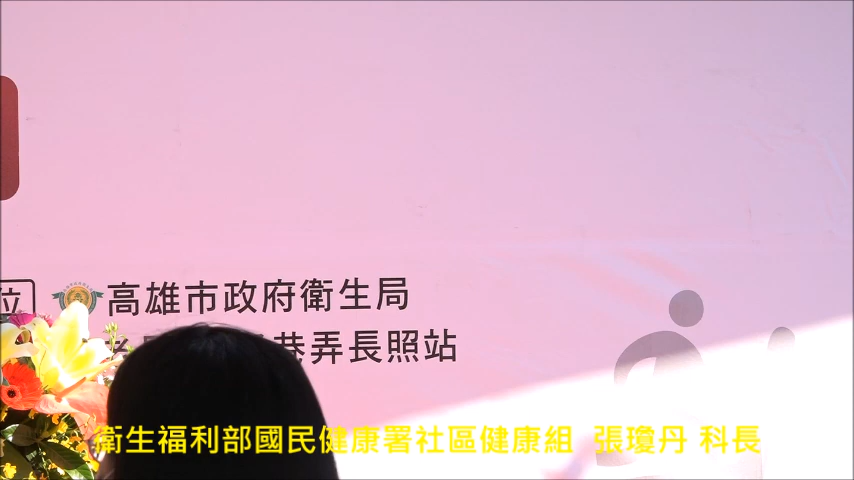 位 高雄市政府衛生局
巷弄長照站
衛生福利部國民健康署社區健康組 張瓊丹 科長